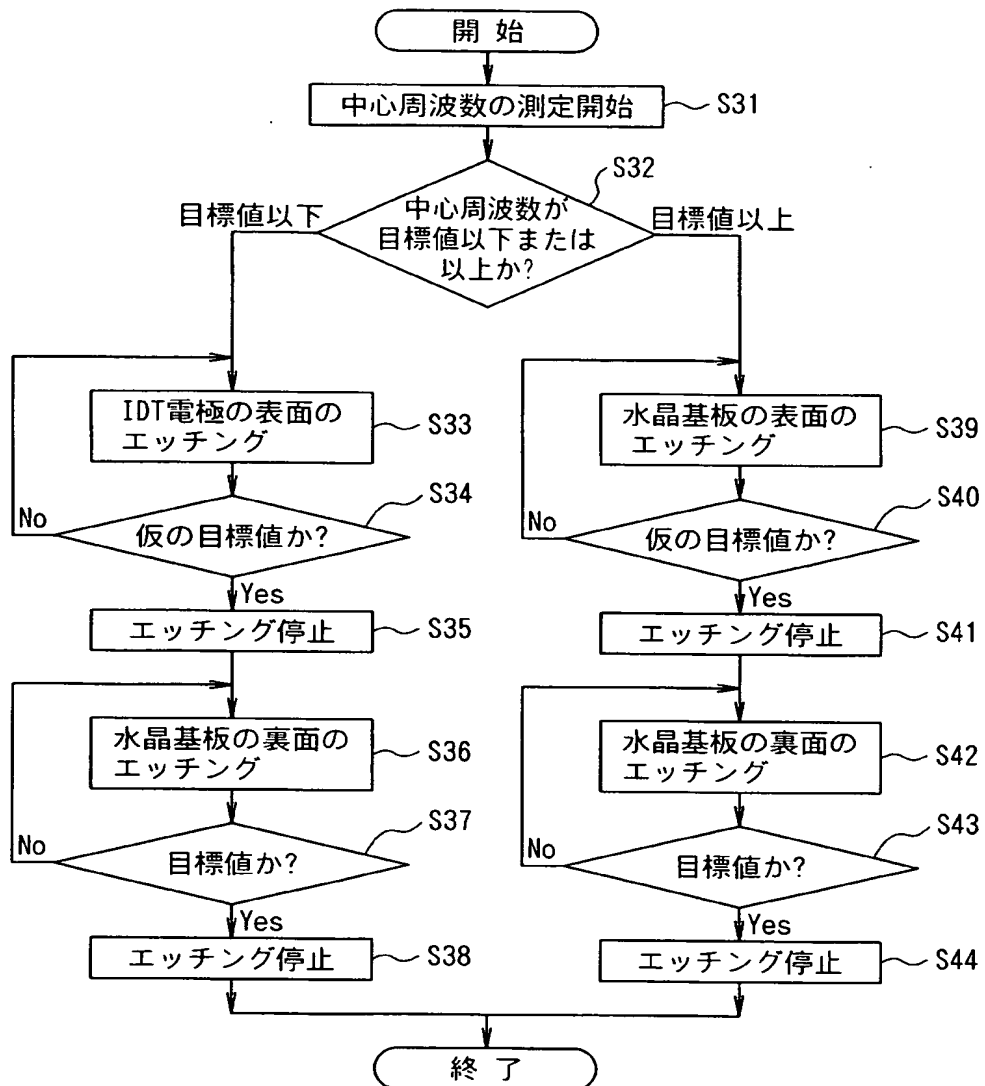 開始
中心周波数の測定開始
S31
S32
中心周波数が
目標値以下または
以上か?
目標値以下
目標値以上
IDT電極の表面の
エッチング
S33
仮の目標値か?
S34
No
Yes
エッチング停止
S35
水晶基板の裏面の
エッチング
S36
目標値か?
S37
No
Yes
エッチング停止
S38
水晶基板の表面の
エッチング
S39
仮の目標値か?
S40
No
Yes
エッチング停止
S41
水晶基板の裏面の
エッチング
S42
目標値か?
S43
No
Yes
エッチング停止
S44
終了